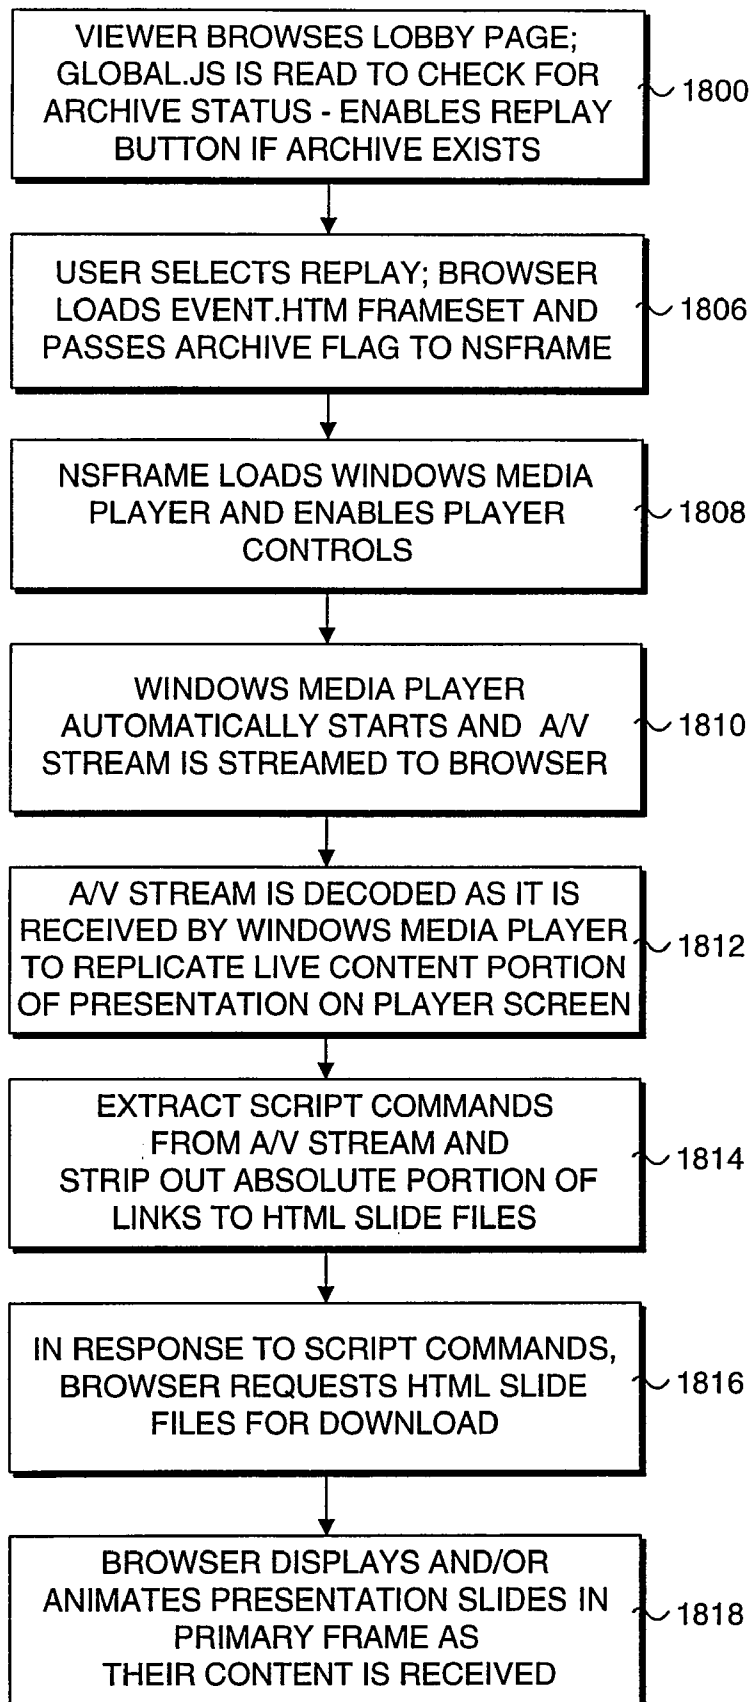 VIEWER BROWSES LOBBY PAGE;
GLOBAL.JS IS READ TO CHECK FOR
ARCHIVE STATUS - ENABLES REPLAY
BUTTON IF ARCHIVE EXISTS
1800
USER SELECTS REPLAY; BROWSER
LOADS EVENT.HTM FRAMESET AND
PASSES ARCHIVE FLAG TO NSFRAME
1806
NSFRAME LOADS WINDOWS MEDIA
PLAYER AND ENABLES PLAYER
CONTROLS
1808
WINDOWS MEDIA PLAYER
AUTOMATICALLY STARTS AND A/V
STREAM IS STREAMED TO BROWSER
1810
A/V STREAM IS DECODED AS IT IS
RECEIVED BY WINDOWS MEDIA PLAYER
TO REPLICATE LIVE CONTENT PORTION
OF PRESENTATION ON PLAYER SCREEN
1812
EXTRACT SCRIPT COMMANDS
FROM A/V STREAM AND
STRIP OUT ABSOLUTE PORTION OF
LINKS TO HTML SLIDE FILES
1814
IN RESPONSE TO SCRIPT COMMANDS,
BROWSER REQUESTS HTML SLIDE
FILES FOR DOWNLOAD
1816
BROWSER DISPLAYS AND/OR
ANIMATES PRESENTATION SLIDES IN
PRIMARY FRAME AS
THEIR CONTENT IS RECEIVED
1818